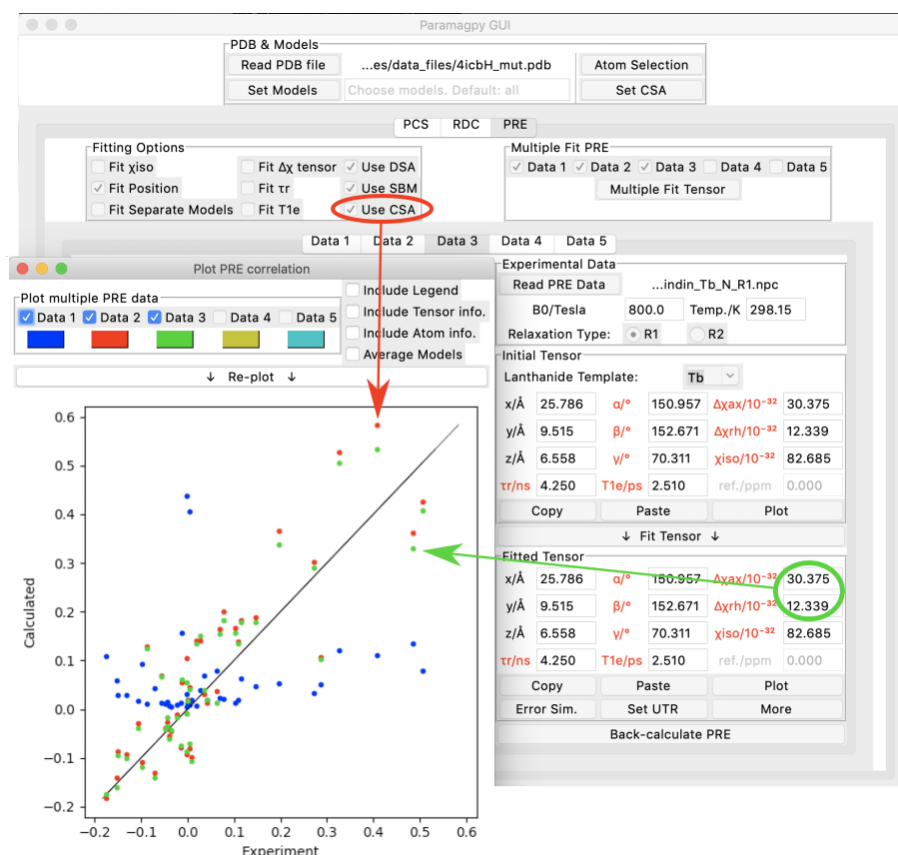 Paramagpy GUI
PDB & Models
Read PDB file ...es/data_files/4icbH_mut.pdb Atom Selection
Set Models Choose models. Default: all Set CSA
PCS RDC PRE
Fitting Options
Fit χiso Fit Δχ tensor Use DSA
Fit Position Fit τr Use SBM
Fit Separate Models Fit T1e Use CSA
Multiple Fit PRE
Data 1 Data 2 Data 3 Data 4 Data 5
Multiple Fit Tensor
Data 1 Data 2 Data 3 Data 4 Data 5
Plot PRE correlation
Plot multiple PRE data
Data 1 Data 2 Data 3 Data 4 Data 5
Include Legend
Include Tensor info.
Include Atom info.
Average Models
↓ Re-plot ↓
0.6
0.5
0.4
0.3
0.2
0.1
0.0
−0.1
−0.2
Calculated
−0.2 −0.1 0.0 0.1 0.2 0.3 0.4 0.5 0.6
Experiment
Experimental Data
Read PRE Data ...indin_Tb_N_R1.npc
B0/Tesla 800.0 Temp./K 298.15
Relaxation Type: R1 R2
Initial Tensor
Lanthanide Template: Tb
x/Å 25.786 α/° 150.957 Δχax/10⁻³² 30.375
y/Å 9.515 β/° 152.671 Δχrh/10⁻³² 12.339
z/Å 6.558 γ/° 70.311 χiso/10⁻³² 82.685
τr/ns 4.250 T1e/ps 2.510 ref./ppm 0.000
Copy Paste Plot
↓ Fit Tensor ↓
Fitted Tensor
x/Å 25.786 α/° 150.957 Δχax/10⁻³² 30.375
y/Å 9.515 β/° 152.671 Δχrh/10⁻³² 12.339
z/Å 6.558 γ/° 70.311 χiso/10⁻³² 82.685
τr/ns 4.250 T1e/ps 2.510 ref./ppm 0.000
Copy Paste Plot
Error Sim. Set UTR More
Back-calculate PRE